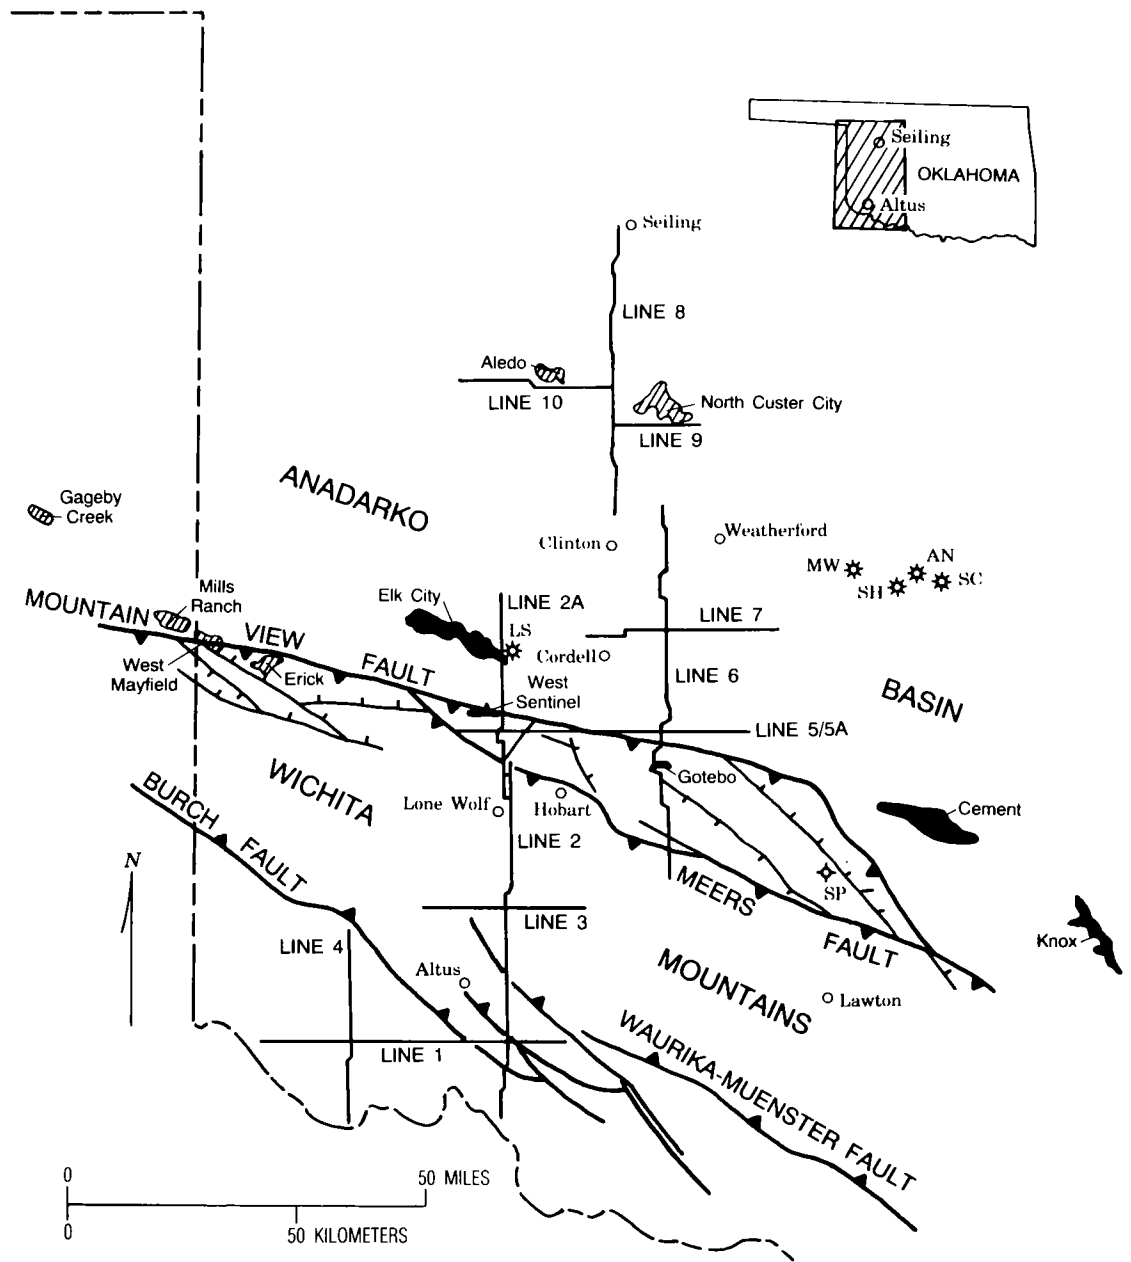 Seiling
OKLAHOMA
Altus
Seiling
LINE 8
Aledo
LINE 10
North Custer City
LINE 9
ANADARKO
Gageby
Creek
Clinton
Weatherford
MW
AN
SH
SC
Mills
Ranch
MOUNTAIN VIEW FAULT
Elk City
LINE 2A
LS
LINE 7
Cordell
West
Mayfield
Erick
West
Sentinel
LINE 6
BASIN
LINE 5/5A
WICHITA
Gotebo
BURCH FAULT
Lone Wolf
Hobart
Cement
LINE 2
N
MEERS FAULT
SP
LINE 3
LINE 4
Knox
Altus
MOUNTAINS
Lawton
LINE 1
WAURIKA-MUENSTER FAULT
0
50 MILES
0
50 KILOMETERS